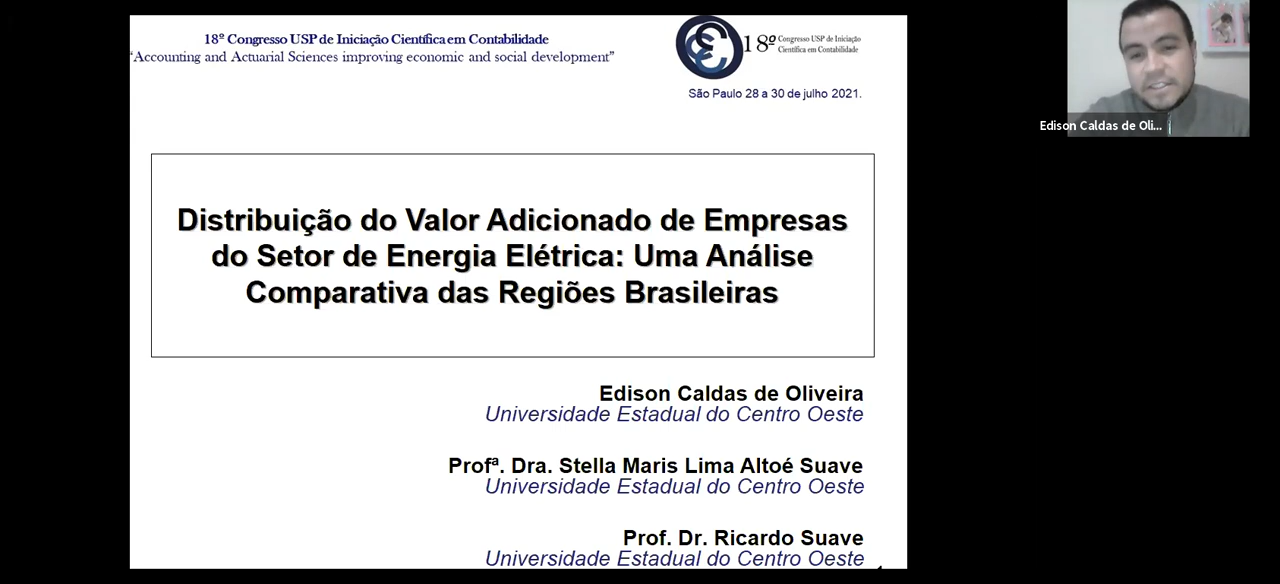 18º Congresso USP de Iniciação Científica em Contabilidade
“Accounting and Actuarial Sciences improving economic and social development”
18º Congresso USP de Iniciação
Científica em Contabilidade
São Paulo 28 a 30 de julho 2021.
Edison Caldas de Oli...
Distribuição do Valor Adicionado de Empresas
do Setor de Energia Elétrica: Uma Análise
Comparativa das Regiões Brasileiras
Edison Caldas de Oliveira
Universidade Estadual do Centro Oeste
Profª. Dra. Stella Maris Lima Altoé Suave
Universidade Estadual do Centro Oeste
Prof. Dr. Ricardo Suave
Universidade Estadual do Centro Oeste